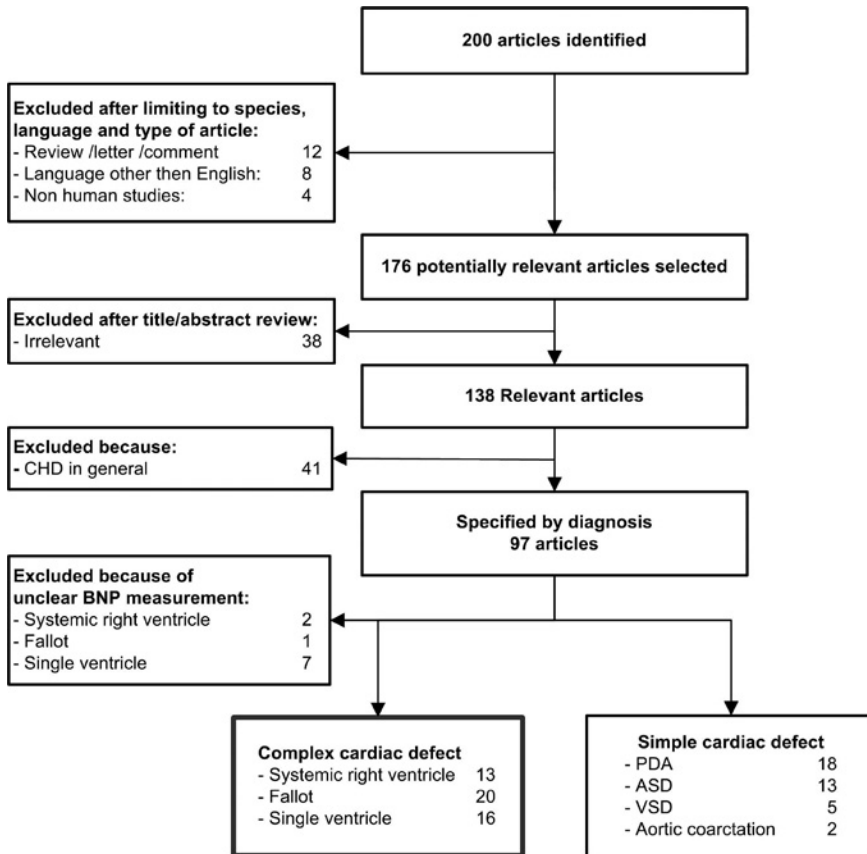 200 articles identified
Excluded after limiting to species,
language and type of article:
- Review /letter /comment 12
- Language other then English: 8
- Non human studies: 4
176 potentially relevant articles selected
Excluded after title/abstract review:
- Irrelevant 38
138 Relevant articles
Excluded because:
- CHD in general 41
Specified by diagnosis
97 articles
Excluded because of
unclear BNP measurement:
- Systemic right ventricle 2
- Fallot 1
- Single ventricle 7
Complex cardiac defect
- Systemic right ventricle 13
- Fallot 20
- Single ventricle 16
Simple cardiac defect
- PDA 18
- ASD 13
- VSD 5
- Aortic coarctation 2